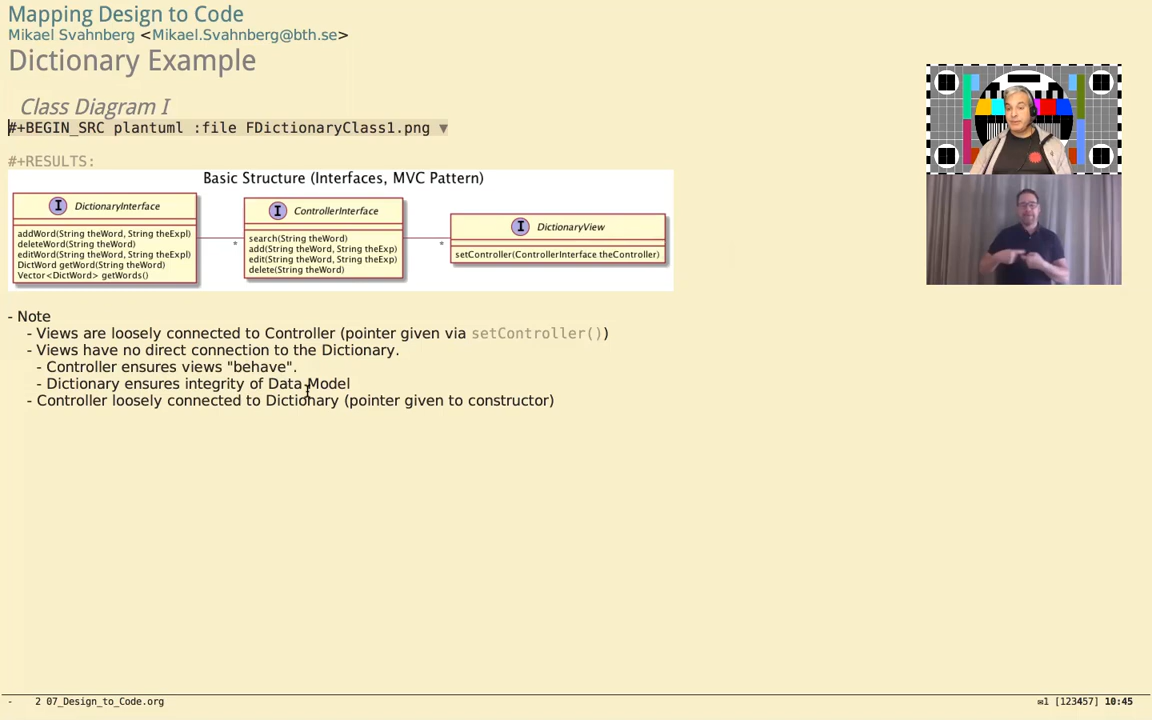 Mapping Design to Code
Mikael Svahnberg <Mikael.Svahnberg@bth.se>
Dictionary Example
Class Diagram I
#+BEGIN_SRC plantuml :file FDictionaryClass1.png ▼
#+RESULTS:
Basic Structure (Interfaces, MVC Pattern)
I DictionaryInterface
addWord(String theWord, String theExpl)
deleteWord(String theWord)
editWord(String theWord, String theExpl)
DictWord getWord(String theWord)
Vector<DictWord> getWords()
*
I ControllerInterface
search(String theWord)
add(String theWord, String theExp)
edit(String theWord, String theExp)
delete(String theWord)
*
I DictionaryView
setController(ControllerInterface theController)
- Note
- Views are loosely connected to Controller (pointer given via setController())
- Views have no direct connection to the Dictionary.
- Controller ensures views "behave".
- Dictionary ensures integrity of Data Model
- Controller loosely connected to Dictionary (pointer given to constructor)
- 2 07_Design_to_Code.org
✉1 [123457] 10:45